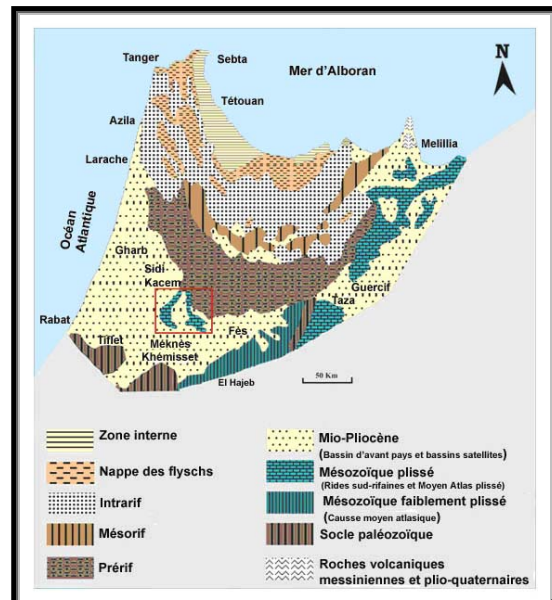 N
Tanger
Sebta
Mer d'Alboran
Tétouan
Azila
Melillia
Larache
Océan
Atlantique
Gharb
Sidi
Kacem
Guercif
Taza
Rabat
Fès
Tiflet
Méknès
Khémisset
El Hajeb
50 Km
Zone interne
Nappe des flyschs
Intrarif
Mésorif
Prérif
Mio-Pliocène
(Bassin d'avant pays et bassins satellites)
Mésozoïque plissé
(Rides sud-rifaines et Moyen Atlas plissé)
Mésozoïque faiblement plissé
(Causse moyen atlasique)
Socle paléozoïque
Roches volcaniques
messiniennes et plio-quaternaires